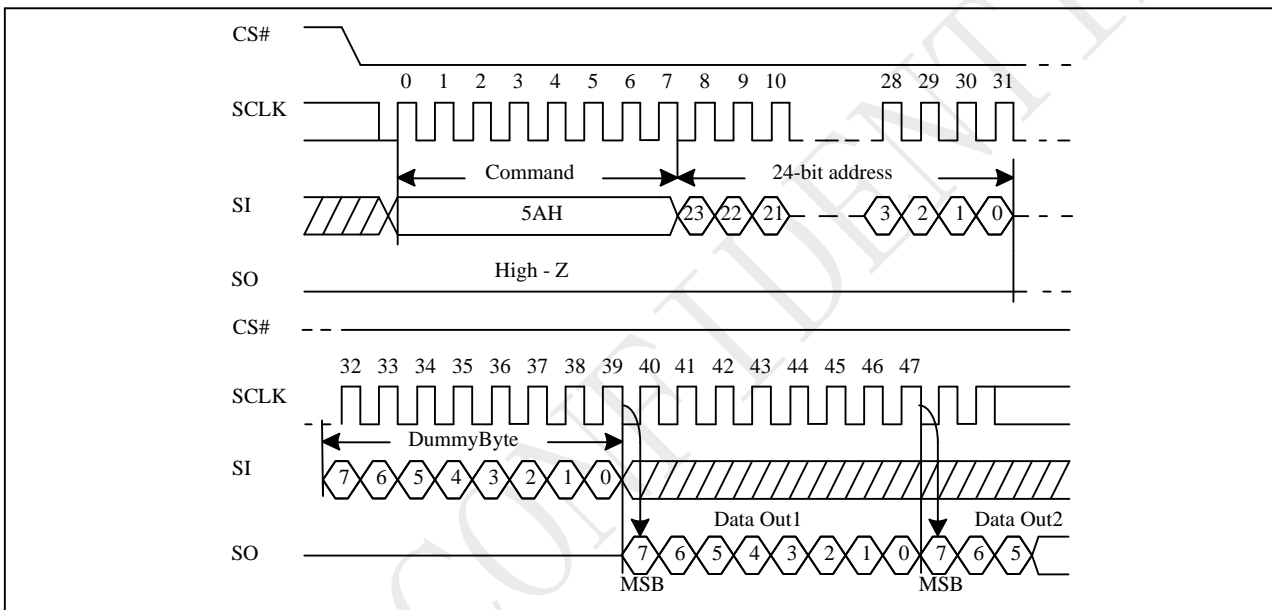 CS#
0 1 2 3 4 5 6 7 8 9 10 28 29 30 31
SCLK
Command 24-bit address
SI 5AH 23 22 21 3 2 1 0
SO High - Z
CS#
32 33 34 35 36 37 38 39 40 41 42 43 44 45 46 47
SCLK
DummyByte
SI 7 6 5 4 3 2 1 0
Data Out1 Data Out2
SO 7 6 5 4 3 2 1 0 7 6 5
MSB MSB
CONFIDENTI